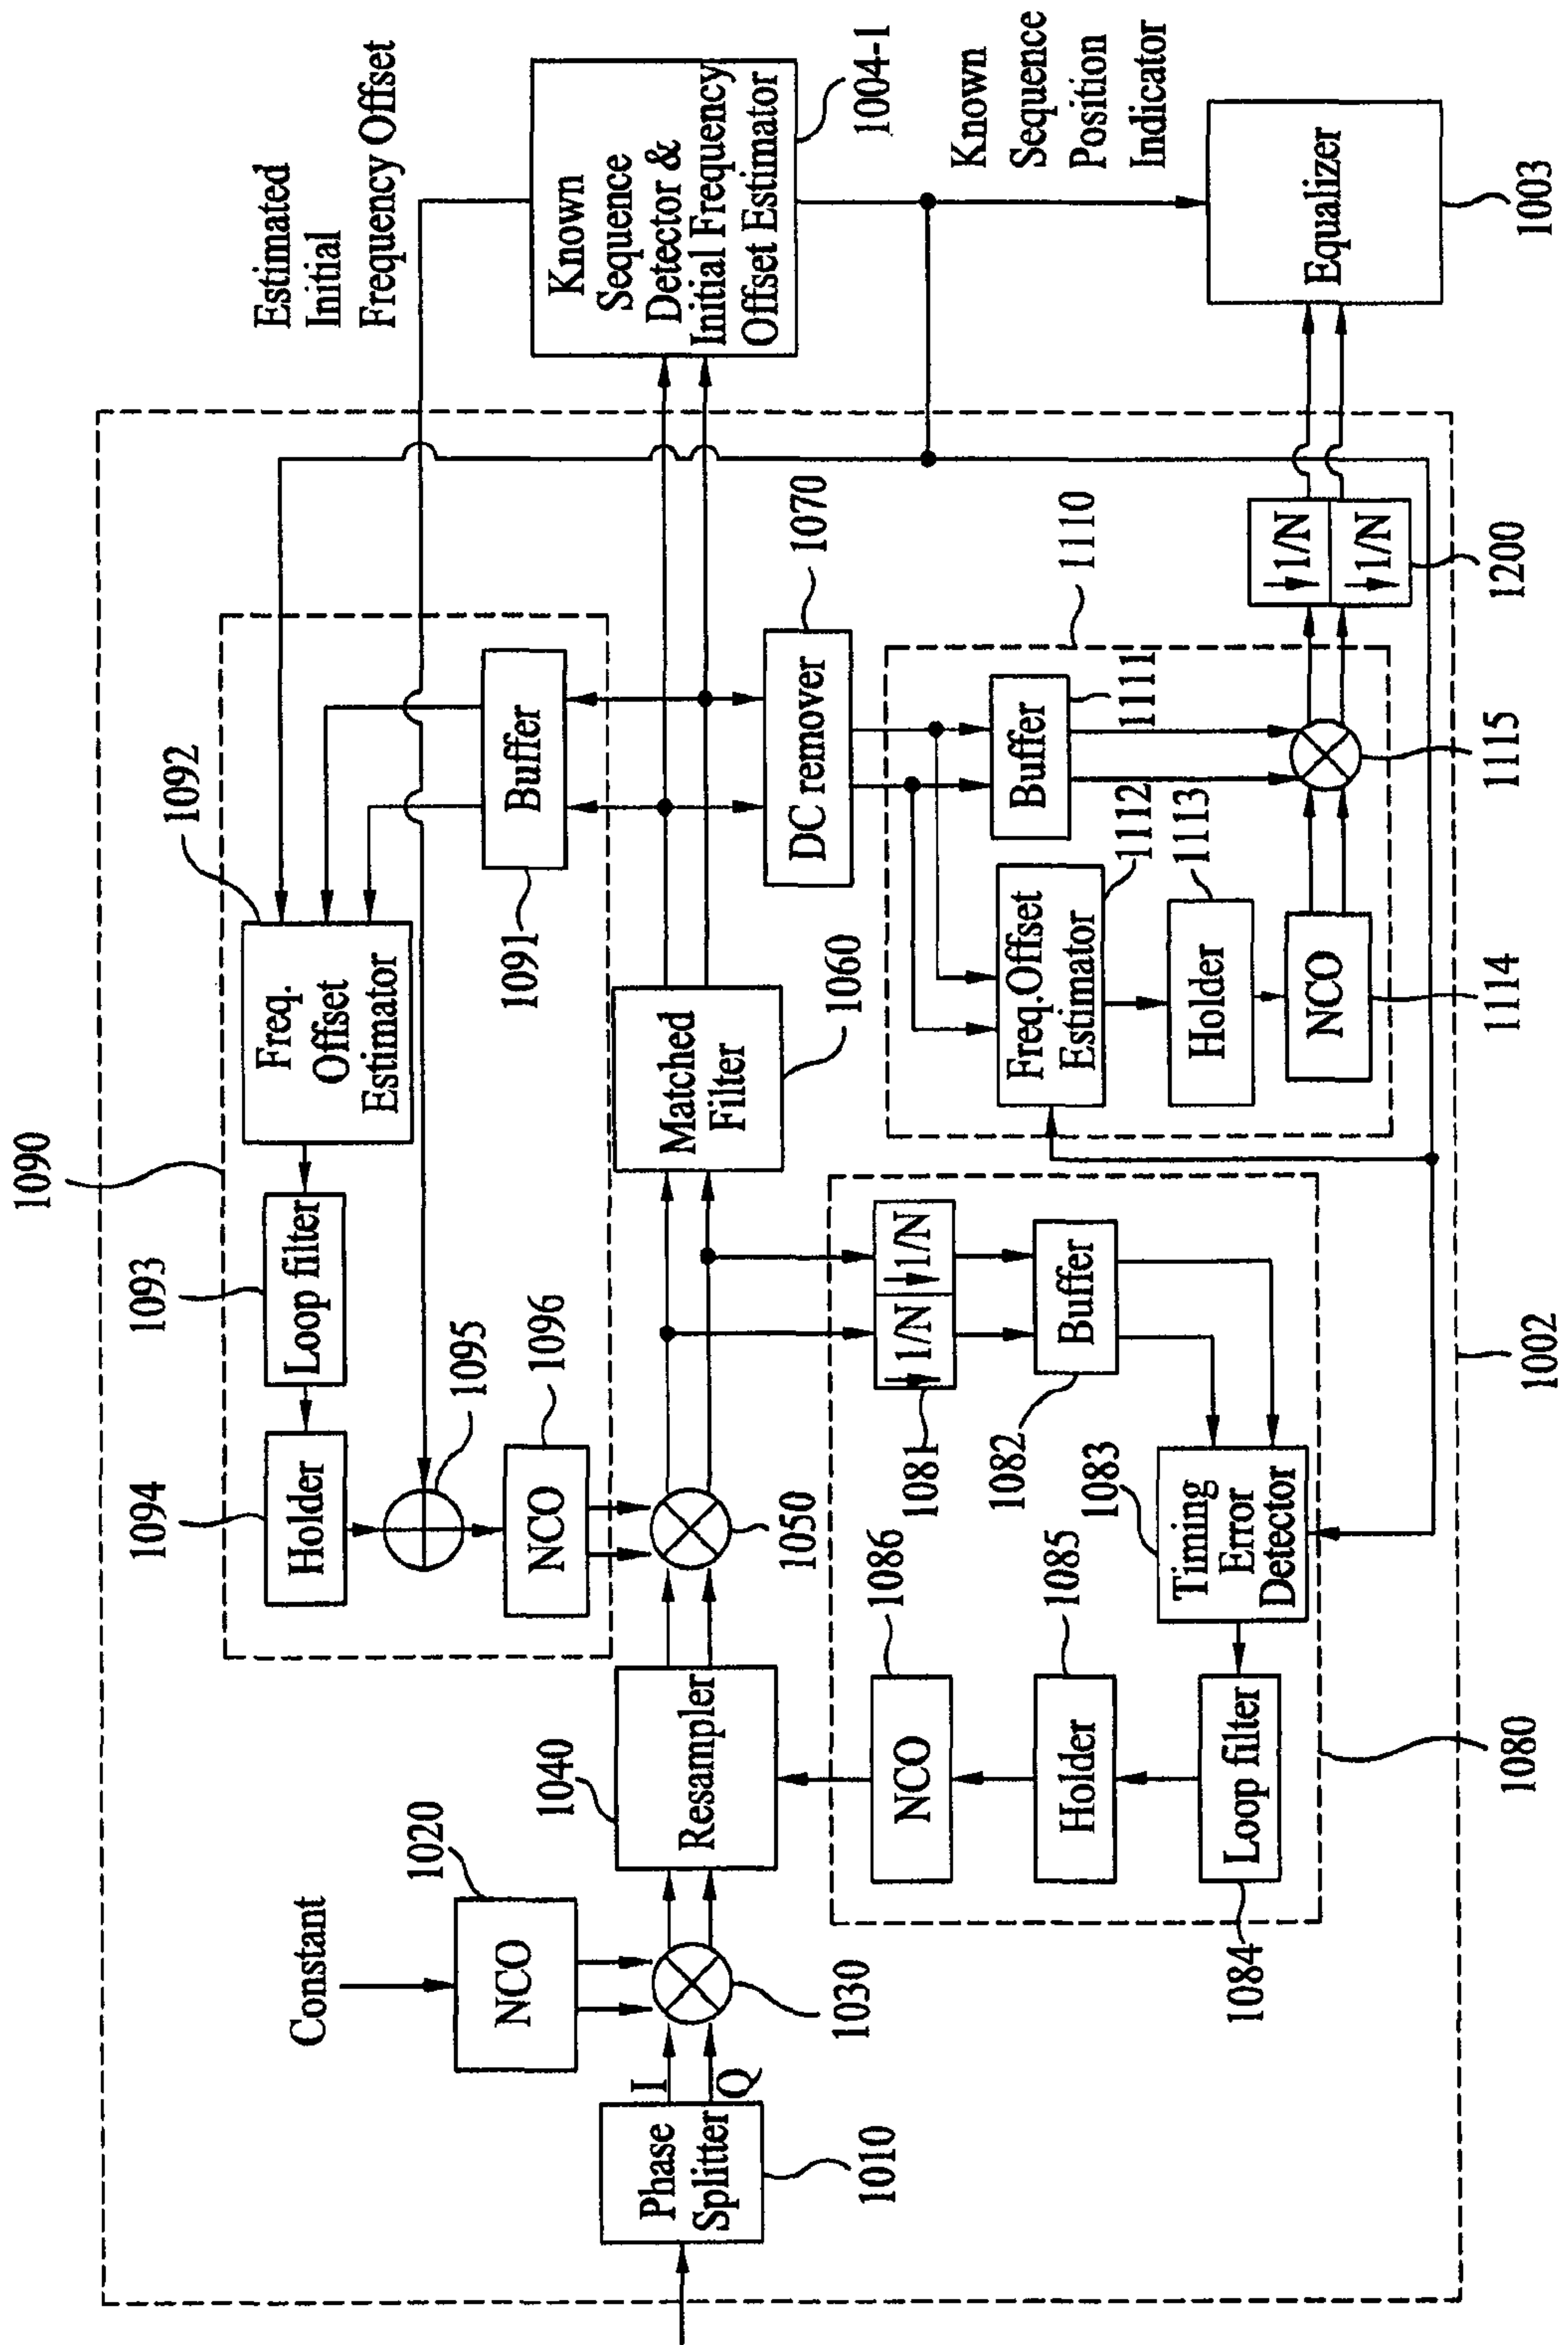 1090
1092
Estimated
Initial
Frequency Offset
1094
Holder
1093
Loop filter
Freq.
Offset
Estimator
1095
Constant
1020
NCO
1096
NCO
1091
Buffer
Known
Sequence
Detector &
Initial Frequency
Offset Estimator
1004-1
Phase
Splitter
1010
I
Q
1030
1040
Resampler
1050
Matched
Filter
1060
DC remover
1070
Known
Sequence
Position
Indicator
1086
NCO
1085
Holder
1084
Loop filter
1081
↓1/N
↓1/N
1082
Buffer
1083
Timing
Error
Detector
1080
1110
Buffer
1111
Freq.Offset
Estimator
1112
Holder
1113
NCO
1114
1115
↓1/N
↓1/N
1200
Equalizer
1003
1002